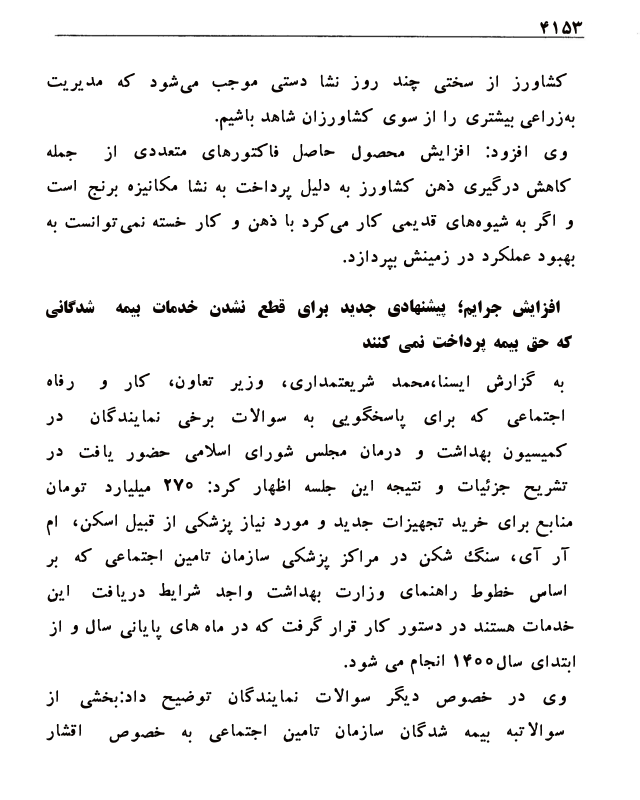 ۴۱۵۳
کشاورز از سختی چند روز نشا دستی موجب می‌شود که مدیریت
به‌زراعی بیشتری را از سوی کشاورزان شاهد باشیم.
وی افزود: افزایش محصول حاصل فاکتورهای متعددی از جمله
کاهش درگیری ذهن کشاورز به دلیل پرداخت به نشا مکانیزه برنج است
و اگر به شیوه‌های قدیمی کار می‌کرد با ذهن و کار خسته نمی‌توانست به
بهبود عملکرد در زمینش بپردازد.
افزایش جرایم؛ پیشنهادی جدید برای قطع نشدن خدمات بیمه شدگانی
که حق بیمه پرداخت نمی کنند
به گزارش ایسنا،محمد شریعتمداری، وزیر تعاون، کار و رفاه
اجتماعی که برای پاسخگویی به سوالات برخی نمایندگان در
کمیسیون بهداشت و درمان مجلس شورای اسلامی حضور یافت در
تشریح جزئیات و نتیجه این جلسه اظهار کرد: ۲۷۰ میلیارد تومان
منابع برای خرید تجهیزات جدید و مورد نیاز پزشکی از قبیل اسکن، ام
آر آی، سنگ شکن در مراکز پزشکی سازمان تامین اجتماعی که بر
اساس خطوط راهنمای وزارت بهداشت واجد شرایط دریافت این
خدمات هستند در دستور کار قرار گرفت که در ماه های پایانی سال و از
ابتدای سال۱۴۰۰ انجام می شود.
وی در خصوص دیگر سوالات نمایندگان توضیح داد:بخشی از
سوالاتبه بیمه شدگان سازمان تامین اجتماعی به خصوص اقشار